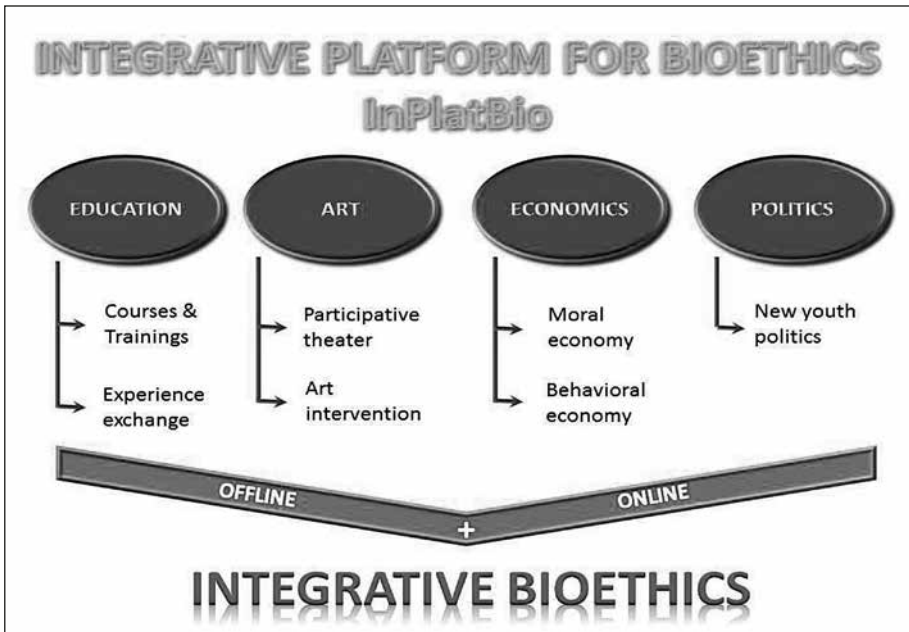 INTEGRATIVE PLATFORM FOR BIOETHICS
InPlatBio
EDUCATION
ART
ECONOMICS
POLITICS
Courses &
Trainings
Experience
exchange
Participative
theater
Art
intervention
Moral
economy
Behavioral
economy
New youth
politics
OFFLINE
+
ONLINE
INTEGRATIVE BIOETHICS